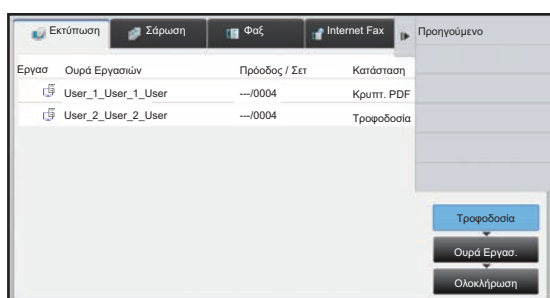 Εκτύπωση Σάρωση Φαξ Internet Fax Προηγούμενο
Εργασ Ουρά Εργασιών Πρόοδος / Σετ Κατάσταση
User_1_User_1_User ---/0004 Κρυπτ. PDF
User_2_User_2_User ---/0004 Τροφοδοσία
Τροφοδοσία
Ουρά Εργασ.
Ολοκλήρωση